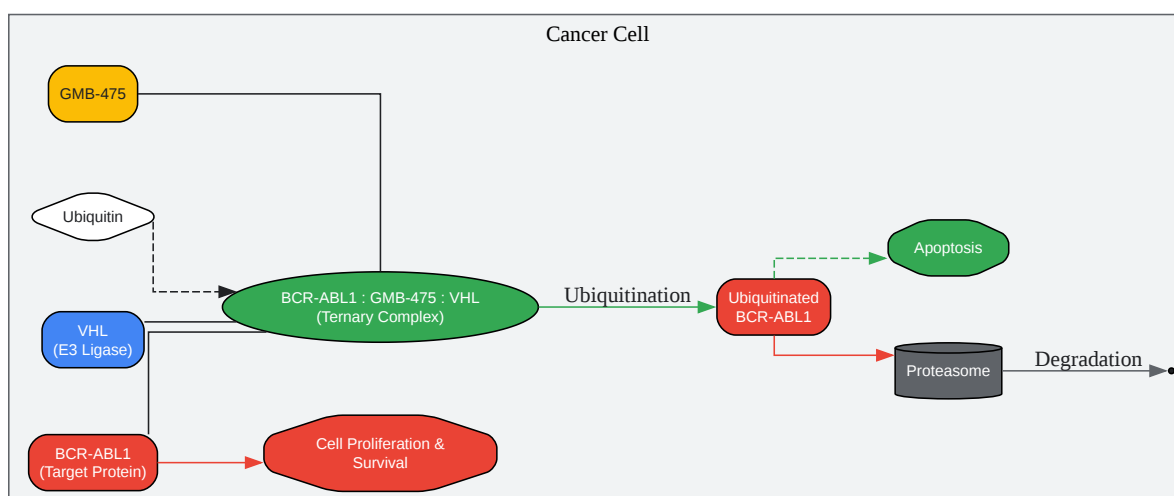 Cancer Cell
GMB-475
Ubiquitin
Apoptosis
BCR-ABL1 : GMB-475 : VHL
(Ternary Complex)
Ubiquitination
Ubiquitinated
BCR-ABL1
VHL
(E3 Ligase)
Proteasome
Degradation
BCR-ABL1
(Target Protein)
Cell Proliferation &
Survival